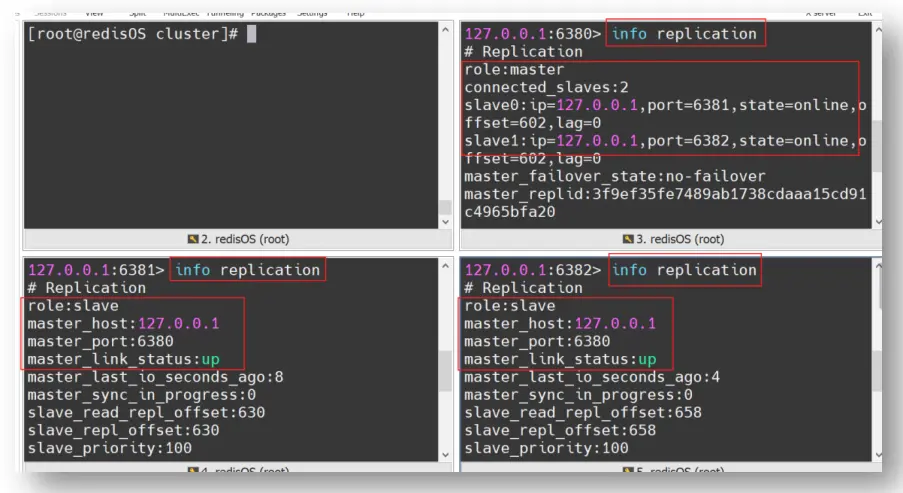 Sessions View Split MultiExec Tunneling Packages Settings Help X server Exit
[root@redisOS cluster]#
2. redisOS (root)
127.0.0.1:6380> info replication
# Replication
role:master
connected_slaves:2
slave0:ip=127.0.0.1,port=6381,state=online,o
ffset=602,lag=0
slave1:ip=127.0.0.1,port=6382,state=online,o
ffset=602,lag=0
master_failover_state:no-failover
master_replid:3f9ef35fe7489ab1738cdaaa15cd91
c4965bfa20
3. redisOS (root)
127.0.0.1:6381> info replication
# Replication
role:slave
master_host:127.0.0.1
master_port:6380
master_link_status:up
master_last_io_seconds_ago:8
master_sync_in_progress:0
slave_read_repl_offset:630
slave_repl_offset:630
slave_priority:100
4. redisOS (root)
127.0.0.1:6382> info replication
# Replication
role:slave
master_host:127.0.0.1
master_port:6380
master_link_status:up
master_last_io_seconds_ago:4
master_sync_in_progress:0
slave_read_repl_offset:658
slave_repl_offset:658
slave_priority:100
5. redisOS (root)